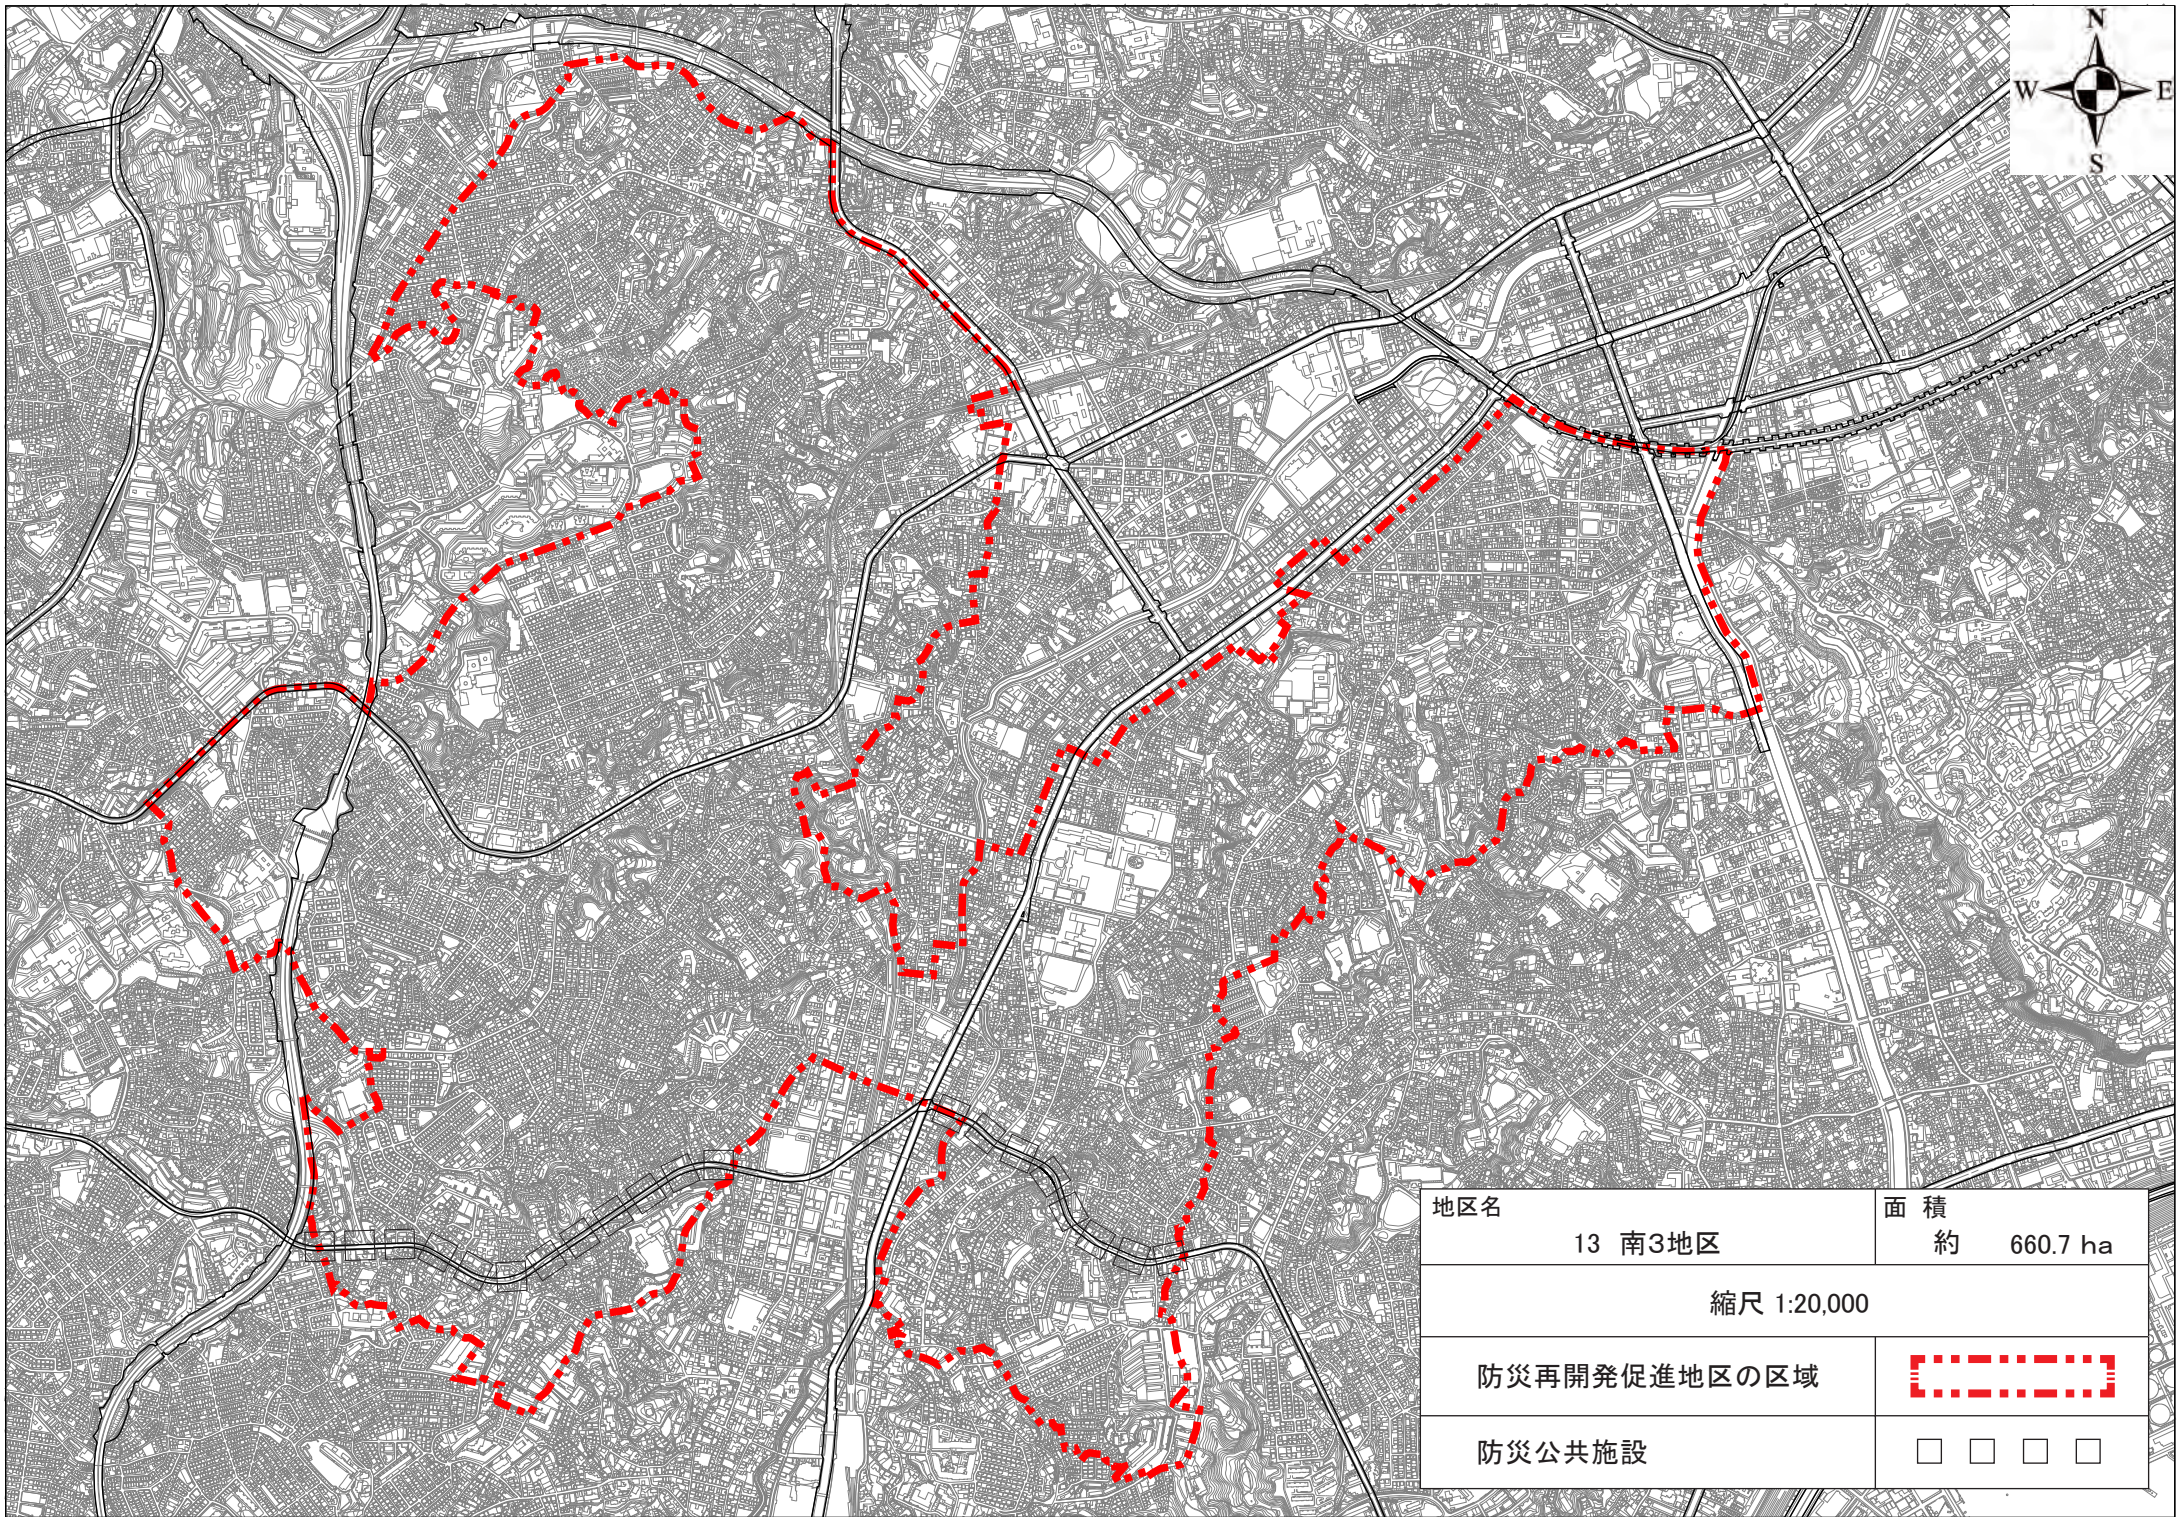 N
W E
S
地区名
13 南3地区
面 積
約 660.7 ha
縮尺 1:20,000
防災再開発促進地区の区域
防災公共施設